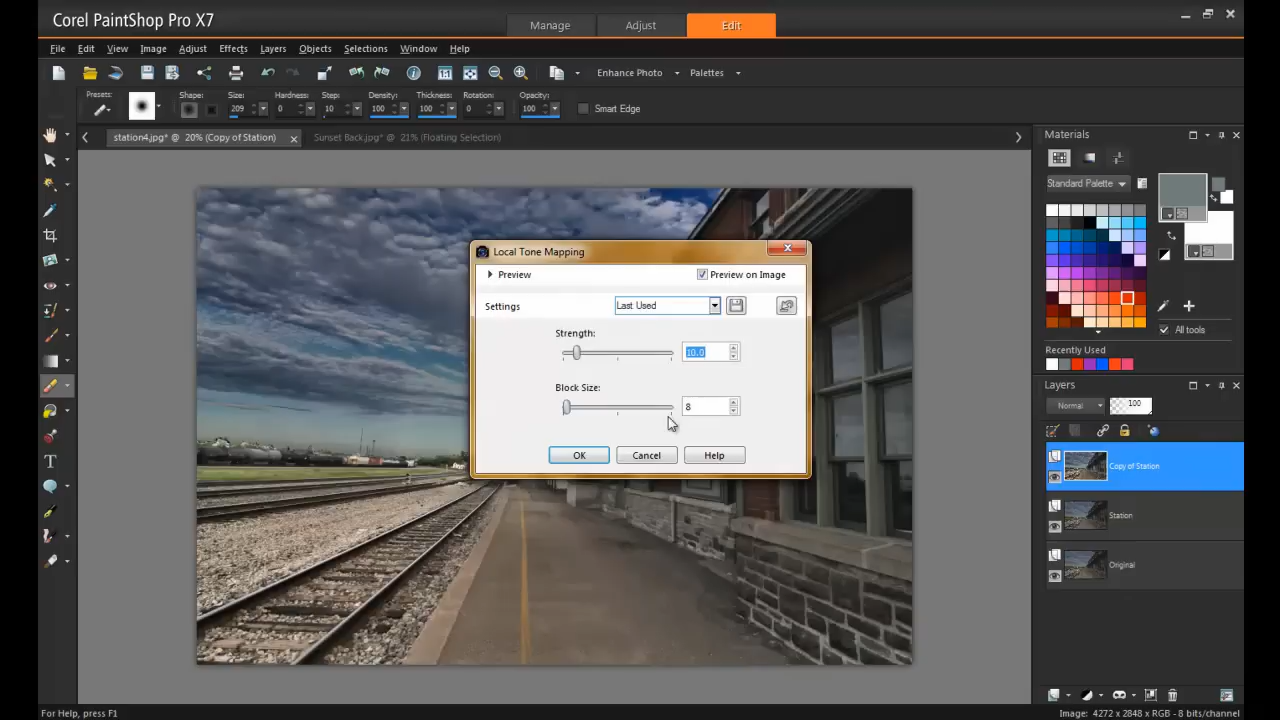 Corel PaintShop Pro X7
Manage
Adjust
Edit
File Edit View Image Adjust Effects Layers Objects Selections Window Help
Enhance Photo
Palettes
Presets:
Shape:
Size:
Hardness:
Step:
Density:
Thickness:
Rotation:
Opacity:
209
0
10
100
100
0
100
Smart Edge
station4.jpg* @ 20% (Copy of Station)
Sunset Back.jpg* @ 21% (Floating Selection)
Local Tone Mapping
Preview
Preview on Image
Settings
Last Used
Strength:
10.0
Block Size:
8
OK
Cancel
Help
Materials
Standard Palette
All tools
Recently Used
Layers
Normal
100
Copy of Station
Station
Original
For Help, press F1
Image: 4272 x 2848 x RGB - 8 bits/channel